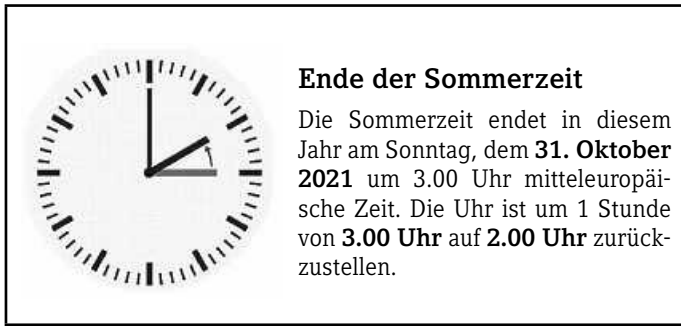 Ende der Sommerzeit
Die Sommerzeit endet in diesem
Jahr am Sonntag, dem 31. Oktober
2021 um 3.00 Uhr mitteleuropäi-
sche Zeit. Die Uhr ist um 1 Stunde
von 3.00 Uhr auf 2.00 Uhr zurück-
zustellen.